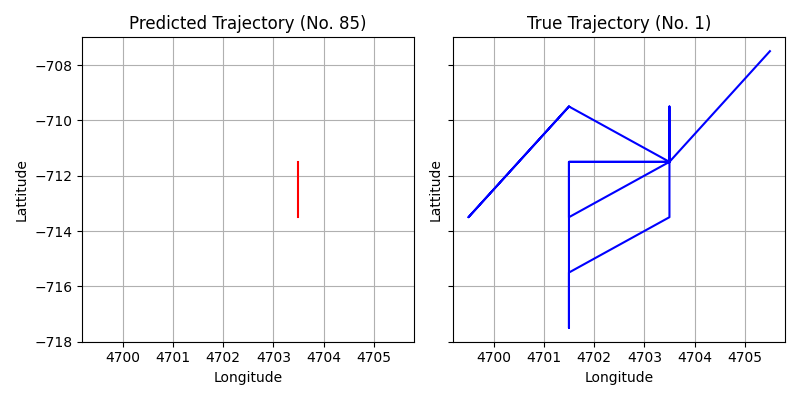 Predicted Trajectory (No. 85)
True Trajectory (No. 1)
−708
−710
−712
−714
−716
−718
Lattitude
Lattitude
4700 4701 4702 4703 4704 4705
4700 4701 4702 4703 4704 4705
Longitude
Longitude